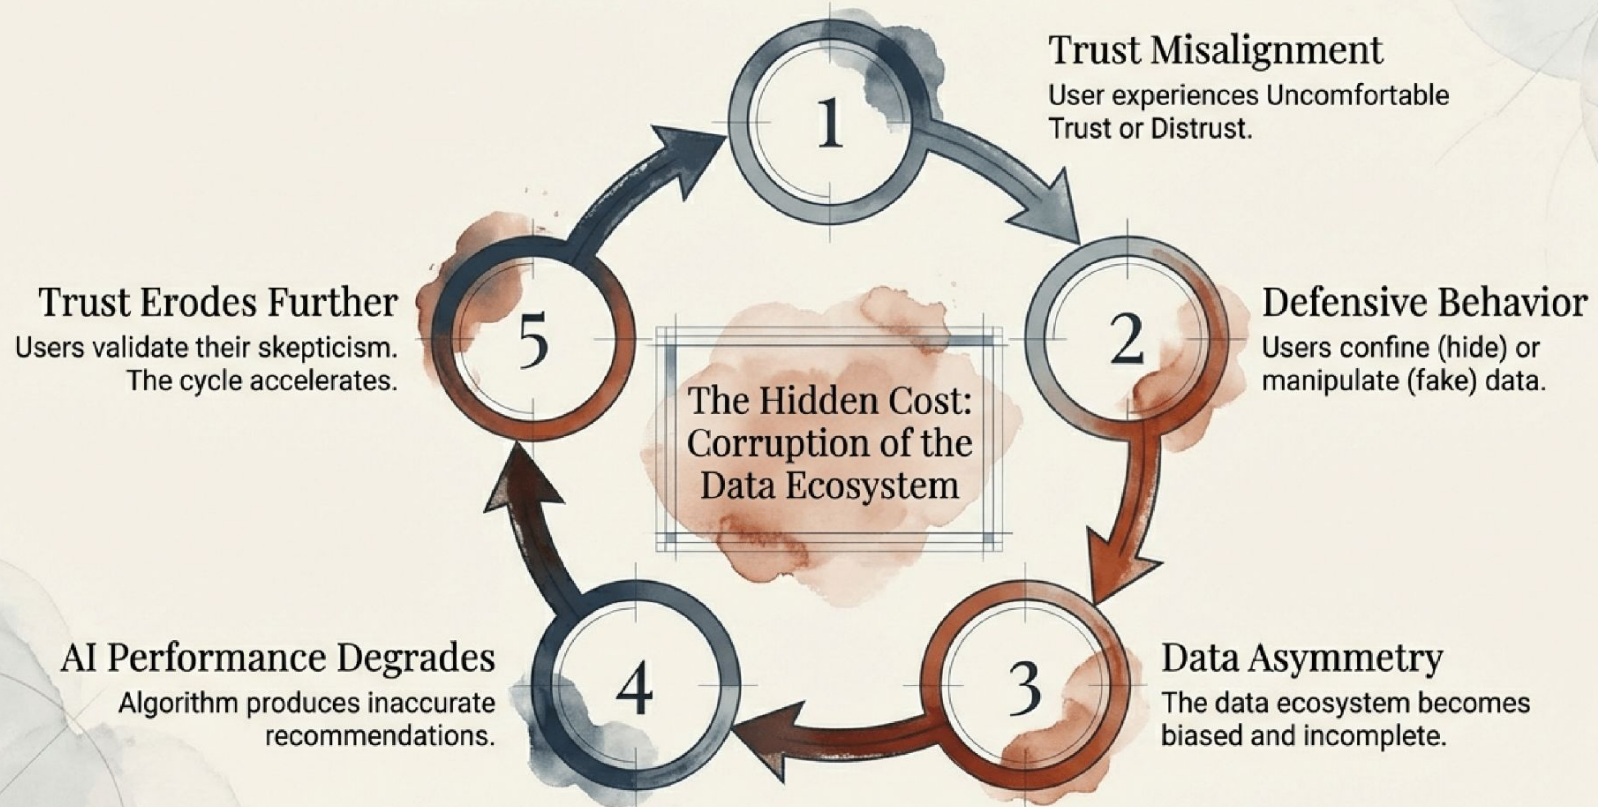 1
Trust Misalignment
User experiences Uncomfortable
Trust or Distrust.
2
Defensive Behavior
Users confine (hide) or
manipulate (fake) data.
3
Data Asymmetry
The data ecosystem becomes
biased and incomplete.
4
AI Performance Degrades
Algorithm produces inaccurate
recommendations.
5
Trust Erodes Further
Users validate their skepticism.
The cycle accelerates.
The Hidden Cost:
Corruption of the
Data Ecosystem